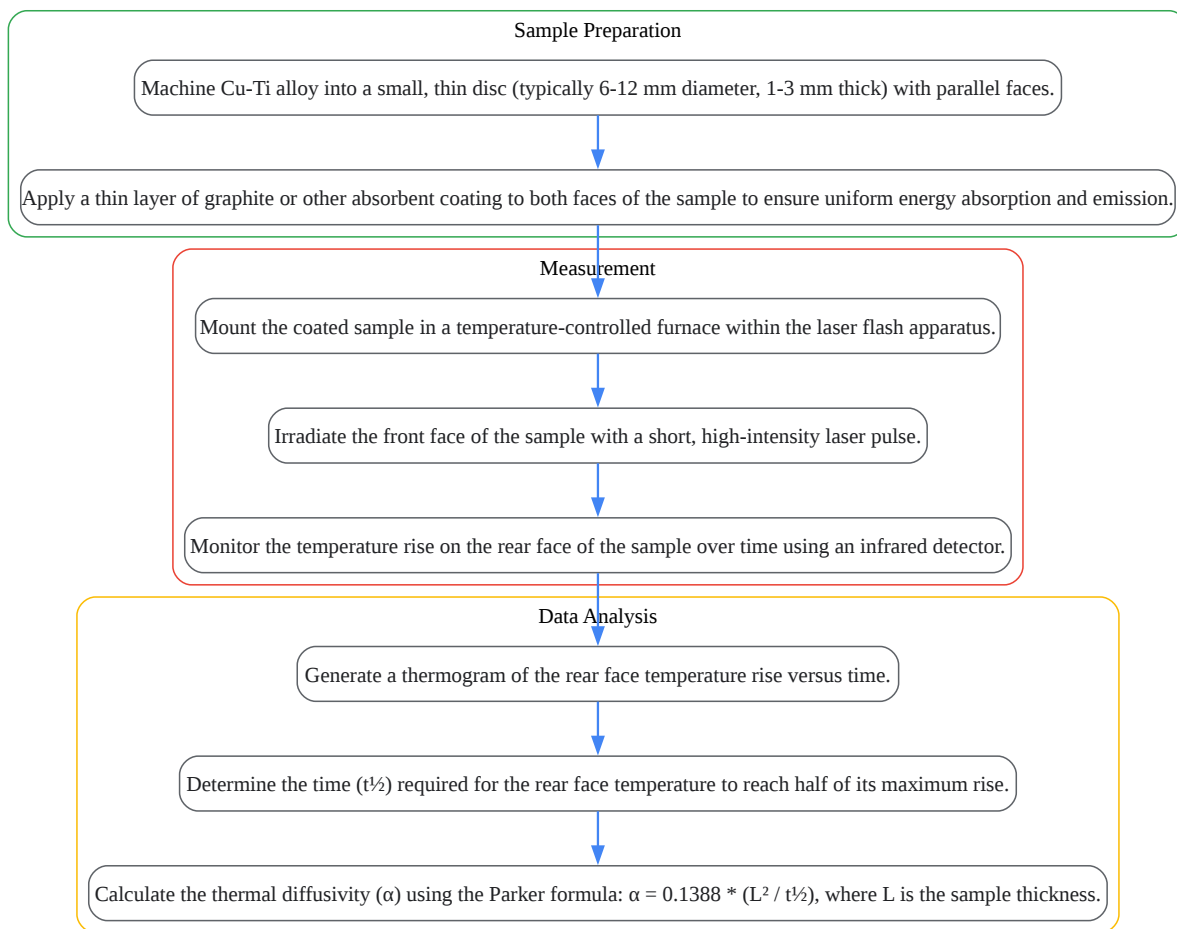 Sample Preparation
Machine Cu-Ti alloy into a small, thin disc (typically 6-12 mm diameter, 1-3 mm thick) with parallel faces.
Apply a thin layer of graphite or other absorbent coating to both faces of the sample to ensure uniform energy absorption and emission.
Measurement
Mount the coated sample in a temperature-controlled furnace within the laser flash apparatus.
Irradiate the front face of the sample with a short, high-intensity laser pulse.
Monitor the temperature rise on the rear face of the sample over time using an infrared detector.
Data Analysis
Generate a thermogram of the rear face temperature rise versus time.
Determine the time (t½) required for the rear face temperature to reach half of its maximum rise.
Calculate the thermal diffusivity (α) using the Parker formula: α = 0.1388 * (L² / t½), where L is the sample thickness.